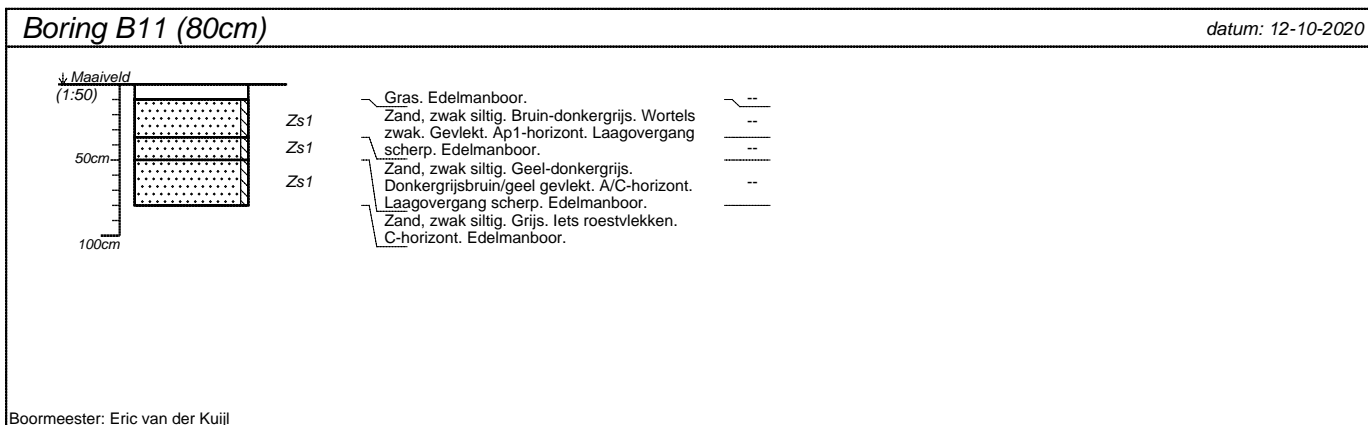 Boring B11 (80cm)
datum: 12-10-2020
Maaiveld
(1:50)
50cm
100cm
Zs1
Zs1
Zs1
Gras. Edelmanboor.
Zand, zwak siltig. Bruin-donkergrijs. Wortels
zwak. Gevlekt. Ap1-horizont. Laagovergang
scherp. Edelmanboor.
Zand, zwak siltig. Geel-donkergrijs.
Donkergrijsbruin/geel gevlekt. A/C-horizont.
Laagovergang scherp. Edelmanboor.
Zand, zwak siltig. Grijs. Iets roestvlekken.
C-horizont. Edelmanboor.
--
--
--
--
Boormeester: Eric van der Kuijl